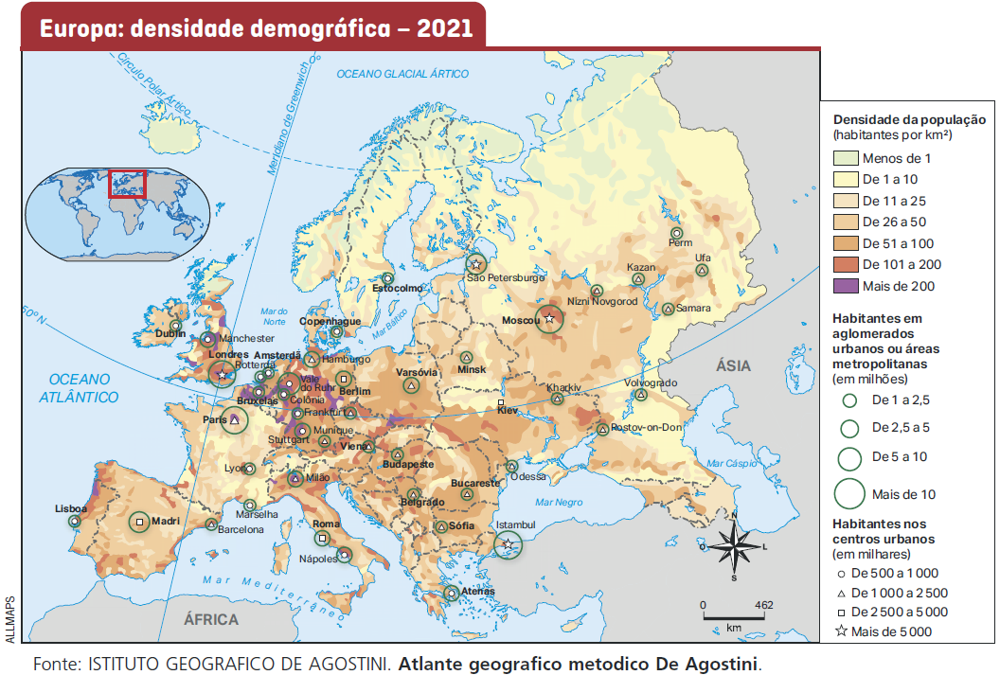 Europa: densidade demográfica – 2021
Círculo Polar Ártico
Meridiano de Greenwich 0º
OCEANO GLACIAL ÁRTICO
Perm
Ufa
Kazan
São Petersburgo
Estocolmo
Nizni Novgorod
Samara
50ºN
Mar do
Norte
Mar Báltico
Moscou
Dublin
Copenhague
Manchester
Londres
Amsterdã
Roterdã
Hamburgo
ÁSIA
OCEANO
ATLÂNTICO
Vale
do Ruhr
Berlim
Varsóvia
Minsk
Bruxelas
Colônia
Kharkiv
Volvogrado
Paris
Frankfurt
Kiev
Rostov-on-Don
Munique
Stuttgart
Viena
Budapeste
Lyon
Milão
Odessa
Mar Cáspio
Bucareste
Belgrado
Mar Negro
Lisboa
Madri
Marselha
Barcelona
Roma
Sófia
Istambul
Nápoles
Mar Mediterrâneo
Atenas
ÁFRICA
N
O
L
S
0
462
km
ALLMAPS
Densidade da população
(habitantes por km²)
Menos de 1
De 1 a 10
De 11 a 25
De 26 a 50
De 51 a 100
De 101 a 200
Mais de 200
Habitantes em
aglomerados
urbanos ou áreas
metropolitanas
(em milhões)
De 1 a 2,5
De 2,5 a 5
De 5 a 10
Mais de 10
Habitantes nos
centros urbanos
(em milhares)
De 500 a 1 000
De 1 000 a 2 500
De 2 500 a 5 000
Mais de 5 000
Fonte: ISTITUTO GEOGRAFICO DE AGOSTINI. Atlante geografico metodico De Agostini.